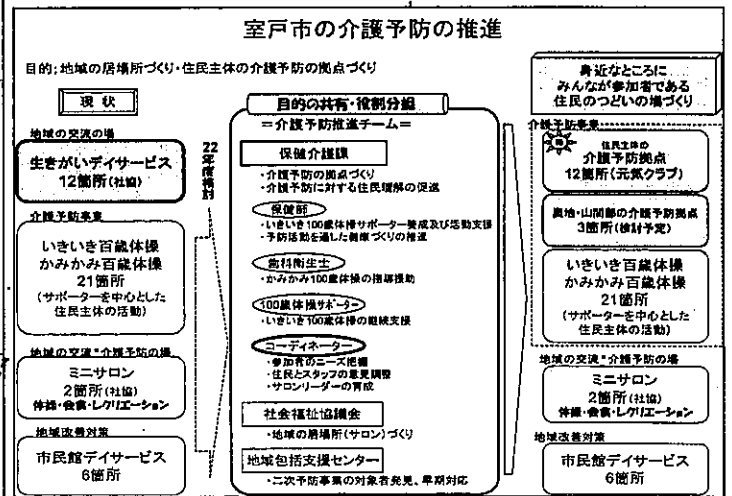 室戸市の介護予防の推進
目的;地域の居場所づくり・住民主体の介護予防の拠点づくり
現状
地域の交流の場
生きがいデイサービス
12箇所(社協)
介護予防事業
いきいき百歳体操
かみかみ百歳体操
21箇所
(サポーターを中心とした
住民主体の活動)
地域の交流・介護予防の場
ミニサロン
2箇所(社協)
体操・会食・レクリエーション
地域改善対策
市民館デイサービス
6箇所
22年度検討
目的の共有・役割分担
=介護予防推進チーム=
保健介護課
・介護予防の拠点づくり
・介護予防に対する住民理解の促進
保健師
・いきいき100歳体操サポーター養成及び活動支援
・予防活動を通した健康づくりの推進
歯科衛生士
・かみかみ100歳体操の指導援助
100歳体操サポーター
・いきいき100歳体操の継続支援
コーディネーター
・参加者のニーズ把握
・住民とスタッフの意見調整
・サロンリーダーの育成
社会福祉協議会
・地域の居場所(サロン)づくり
地域包括支援センター
・二次予防事業の対象者発見、早期対応
身近なところに
みんなが参加者である
住民のつどいの場づくり
介護予防事業
住民主体の
介護予防拠点
12箇所(元気クラブ)
奥地・山間部の介護予防拠点
3箇所(検討予定)
いきいき百歳体操
かみかみ百歳体操
21箇所
(サポーターを中心とした
住民主体の活動)
地域の交流・介護予防の場
ミニサロン
2箇所(社協)
体操・会食・レクリエーション
地域改善対策
市民館デイサービス
6箇所